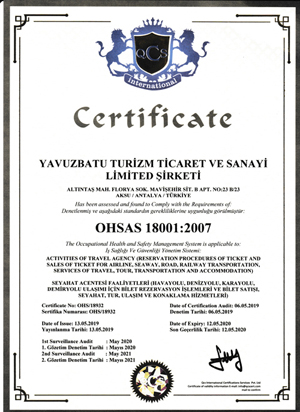 QCS
International
Certificate
YAVUZBATU TURİZM TİCARET VE SANAYİ
LIMITED ŞİRKETİ
ALTINTAŞ MAH. FLORYA SOK. MAVİŞEHİR SİT. B APT. NO:23 B/23
AKSU / ANTALYA / TÜRKİYE
Has been assessed and found to Comply with the Requirements of:
Denetlenmiş ve aşağıdaki standardın gerekliliklerine uygunluğu görülmüştür:
OHSAS 18001:2007
The Occupational Health and Safety Management System is applicable to:
İş Sağlığı Ve Güvenliği Yönetim Sistemi:
ACTIVITIES OF TRAVEL AGENCY (RESERVATION PROCEDURES OF TICKET AND
SALES OF TICKET FOR AIRLINE, SEAWAY, ROAD, RAILWAY TRANSPORTATION,
SERVICES OF TRAVEL, TOUR, TRANSPORTATION AND ACCOMMODATION)
SEYAHAT ACENTESİ FAALİYETLERİ (HAVAYOLU, DENİZYOLU, KARAYOLU,
DEMİRYOLU ULAŞIMI İÇİN BİLET REZERVASYON İŞLEMLERİ VE BİLET SATIŞI,
SEYAHAT, TUR, ULAŞIM VE KONAKLAMA HİZMETLERİ)
Certificate No: OHS/18932 Date of Certification Audit: 06.05.2019
Sertifika Numarası: OHS/18932 Denetim Tarihi: 06.05.2019
Date of Issue: 13.05.2019 Date of Expiry: 12.05.2020
Yayınlanma Tarihi: 13.05.2019 Son Geçerlilik Tarihi: 12.05.2020
1st Surveillance Audit : May 2020
1. Gözetim Denetim Tarihi : Mayıs 2020
2nd Surveillance Audit : May 2021
2. Gözetim Denetim Tarihi : Mayıs 2021